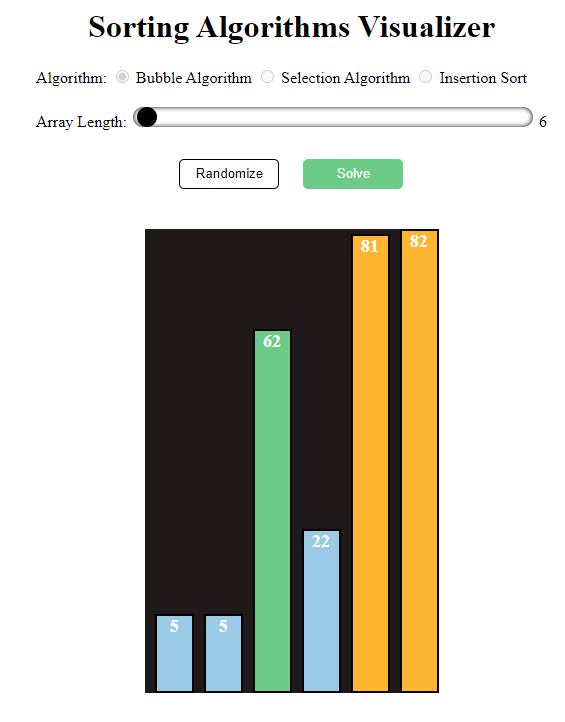 Sorting Algorithms Visualizer
Algorithm: Bubble Algorithm Selection Algorithm Insertion Sort
Array Length: 6
Randomize Solve
5 5 62 22 81 82